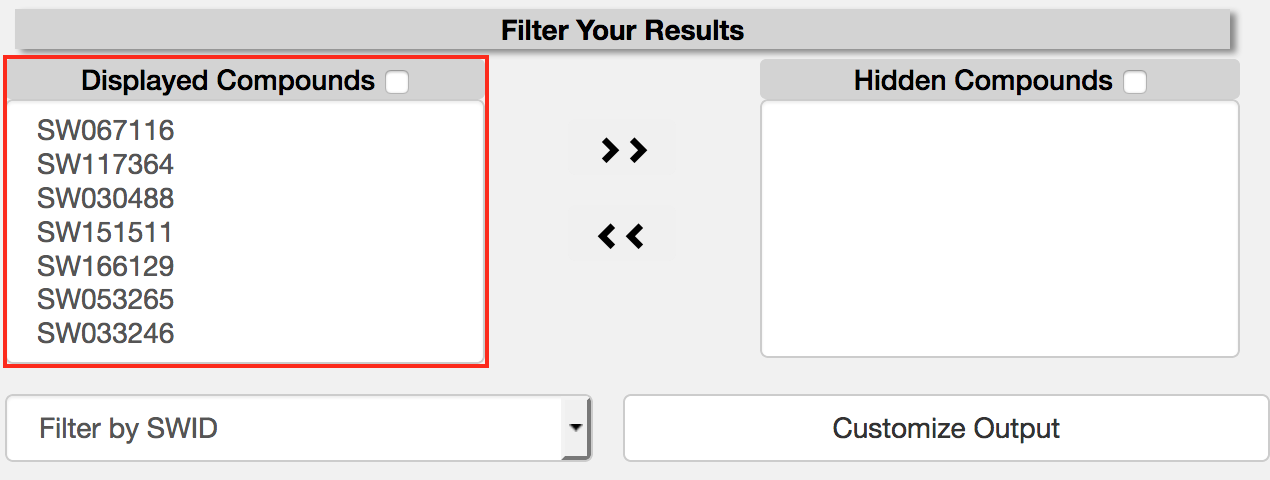 Filter Your Results
Displayed Compounds
Hidden Compounds
SW067116
SW117364
SW030488
SW151511
SW166129
SW053265
SW033246
Filter by SWID
Customize Output